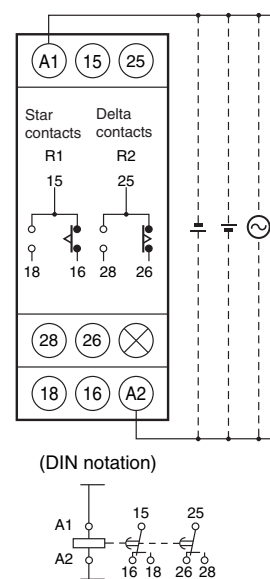 A1 15 25
Star contacts
Delta contacts
R1 R2
15 25
18 16 28 26
28 26
18 16 A2
(DIN notation)
A1 15 25
A2
16 18 26 28